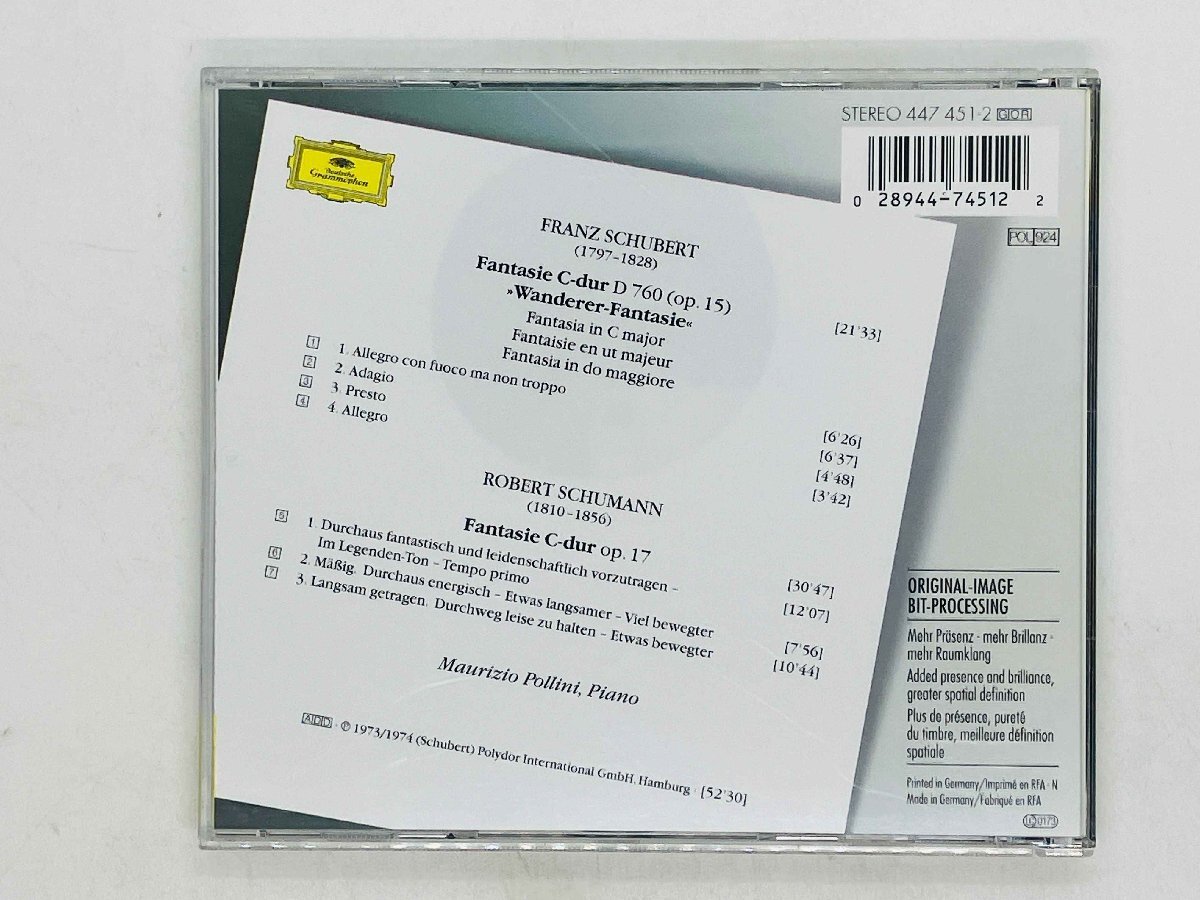 STEREO 447 451-2 GOR
0 28944-74512 2
POL 924
Deutsche
Grammophon
FRANZ SCHUBERT
(1797-1828)
Fantasie C-dur D 760 (op. 15)
»Wanderer-Fantasie«
[21'33]
Fantasia in C major
Fantaisie en ut majeur
Fantasia in do maggiore
1 1. Allegro con fuoco ma non troppo [6'26]
2 2. Adagio [6'37]
3 3. Presto [4'48]
4 4. Allegro [3'42]
ROBERT SCHUMANN
(1810-1856)
Fantasie C-dur op. 17 [30'47]
5 1. Durchaus fantastisch und leidenschaftlich vorzutragen –
Im Legenden-Ton – Tempo primo [12'07]
6 2. Mäßig. Durchaus energisch – Etwas langsamer – Viel bewegter [7'56]
7 3. Langsam getragen. Durchweg leise zu halten – Etwas bewegter [10'44]
Maurizio Pollini, Piano
ADD · ℗ 1973/1974 (Schubert) Polydor International GmbH, Hamburg · [52'30]
ORIGINAL-IMAGE
BIT-PROCESSING
Mehr Präsenz · mehr Brillanz ·
mehr Raumklang
Added presence and brilliance,
greater spatial definition
Plus de présence, pureté
du timbre, meilleure définition
spatiale
Printed in Germany/Imprimé en RFA · N
Made in Germany/Fabriqué en RFA
LC 0173